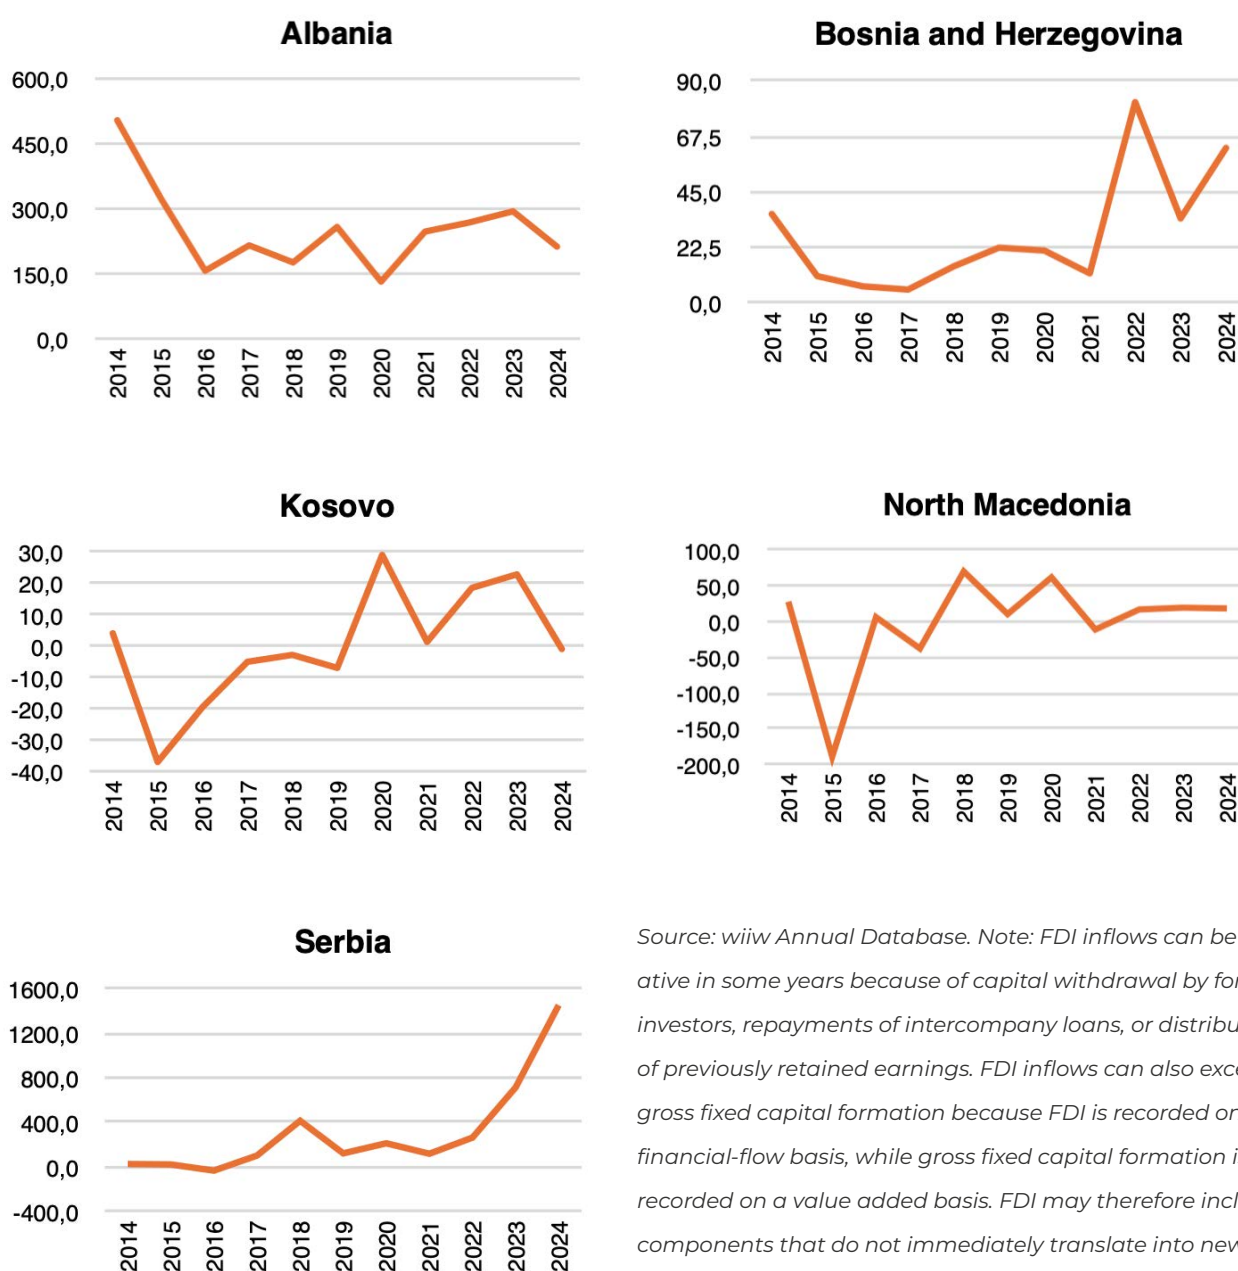 Albania
600,0
450,0
300,0
150,0
0,0
2014 2015 2016 2017 2018 2019 2020 2021 2022 2023 2024
Bosnia and Herzegovina
90,0
67,5
45,0
22,5
0,0
2014 2015 2016 2017 2018 2019 2020 2021 2022 2023 2024
Kosovo
30,0
20,0
10,0
0,0
-10,0
-20,0
-30,0
-40,0
2014 2015 2016 2017 2018 2019 2020 2021 2022 2023 2024
North Macedonia
100,0
50,0
0,0
-50,0
-100,0
-150,0
-200,0
2014 2015 2016 2017 2018 2019 2020 2021 2022 2023 2024
Serbia
1600,0
1200,0
800,0
400,0
0,0
-400,0
2014 2015 2016 2017 2018 2019 2020 2021 2022 2023 2024
Source: wiiw Annual Database. Note: FDI inflows can be
ative in some years because of capital withdrawal by for
investors, repayments of intercompany loans, or distribu
of previously retained earnings. FDI inflows can also exc
gross fixed capital formation because FDI is recorded on
financial-flow basis, while gross fixed capital formation i
recorded on a value added basis. FDI may therefore incl
components that do not immediately translate into new